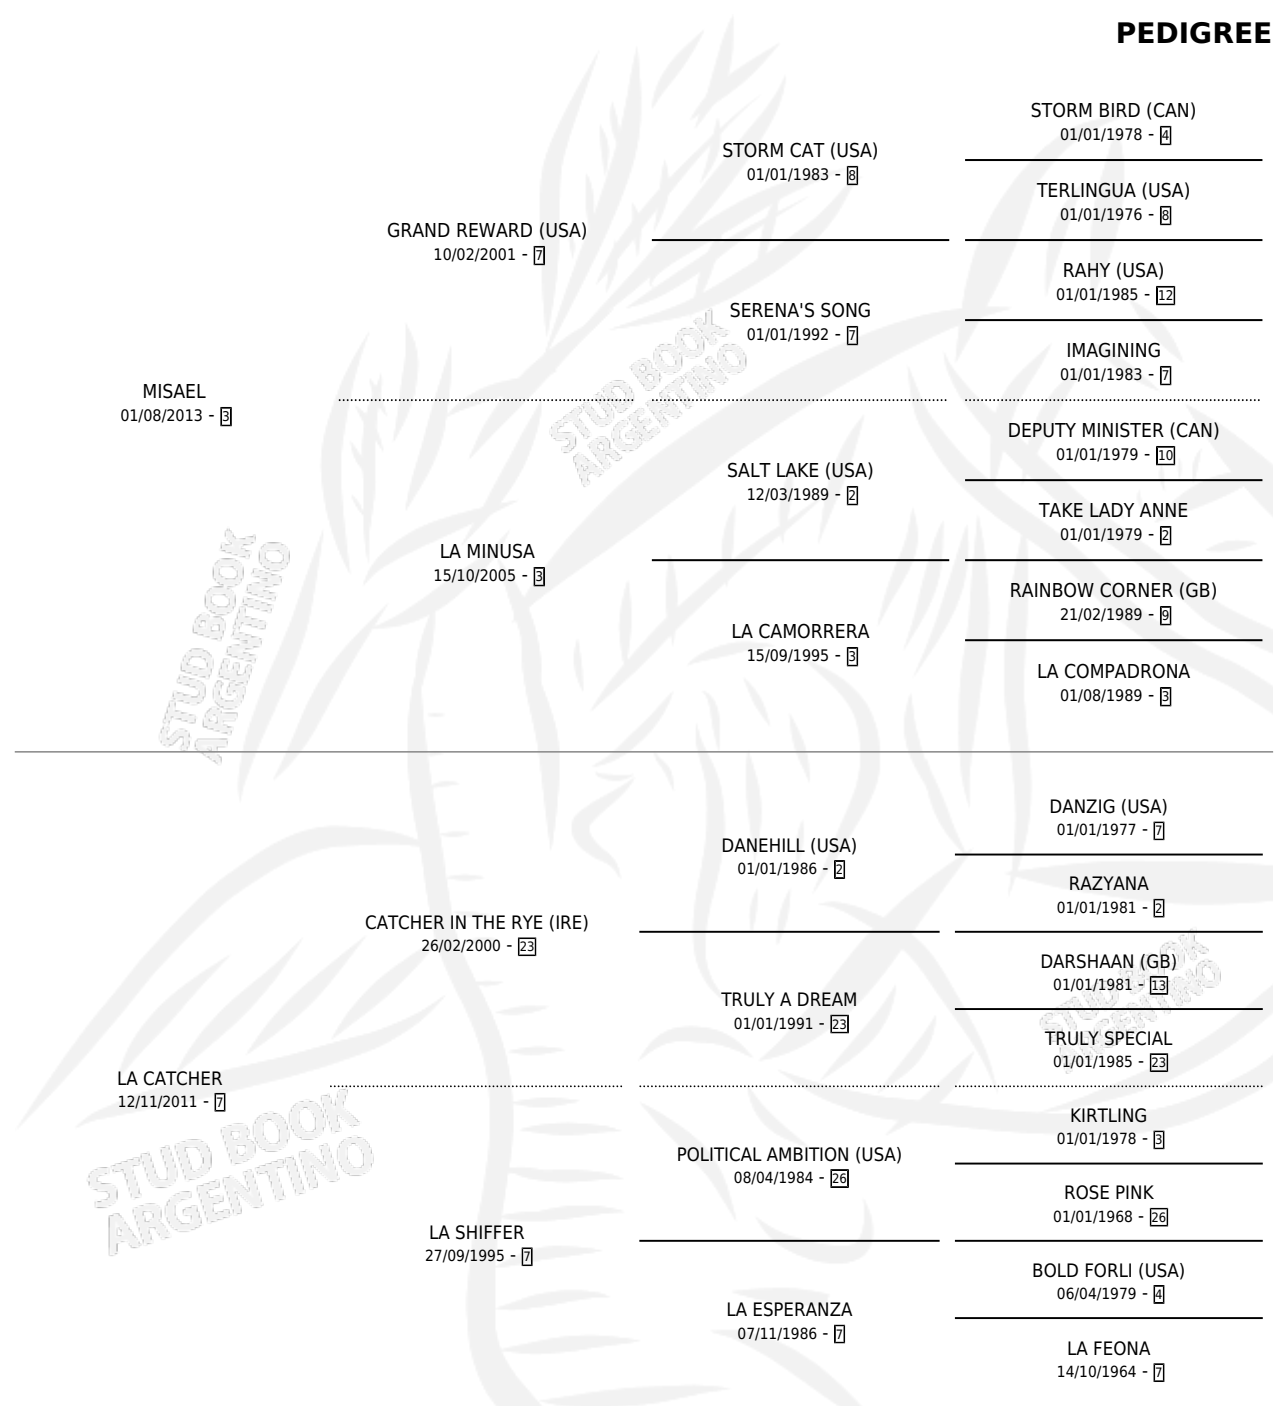 PEDIGREE
STORM BIRD (CAN)
01/01/1978 - 4
STORM CAT (USA)
01/01/1983 - 8
TERLINGUA (USA)
01/01/1976 - 8
GRAND REWARD (USA)
10/02/2001 - 7
RAHY (USA)
01/01/1985 - 12
SERENA'S SONG
01/01/1992 - 7
IMAGINING
01/01/1983 - 7
MISAEL
01/08/2013 - 3
DEPUTY MINISTER (CAN)
01/01/1979 - 10
SALT LAKE (USA)
12/03/1989 - 2
TAKE LADY ANNE
01/01/1979 - 2
LA MINUSA
15/10/2005 - 3
RAINBOW CORNER (GB)
21/02/1989 - 9
LA CAMORRERA
15/09/1995 - 3
LA COMPADRONA
01/08/1989 - 3
DANZIG (USA)
01/01/1977 - 7
DANEHILL (USA)
01/01/1986 - 2
RAZYANA
01/01/1981 - 2
CATCHER IN THE RYE (IRE)
26/02/2000 - 23
DARSHAAN (GB)
01/01/1981 - 13
TRULY A DREAM
01/01/1991 - 23
TRULY SPECIAL
01/01/1985 - 23
LA CATCHER
12/11/2011 - 7
KIRTLING
01/01/1978 - 3
POLITICAL AMBITION (USA)
08/04/1984 - 26
ROSE PINK
01/01/1968 - 26
LA SHIFFER
27/09/1995 - 7
BOLD FORLI (USA)
06/04/1979 - 4
LA ESPERANZA
07/11/1986 - 7
LA FEONA
14/10/1964 - 7
STUD BOOK
ARGENTINO
STUD BOOK
ARGENTINO
STUD BOOK
ARGENTINO
STUD BOOK
ARGENTINO